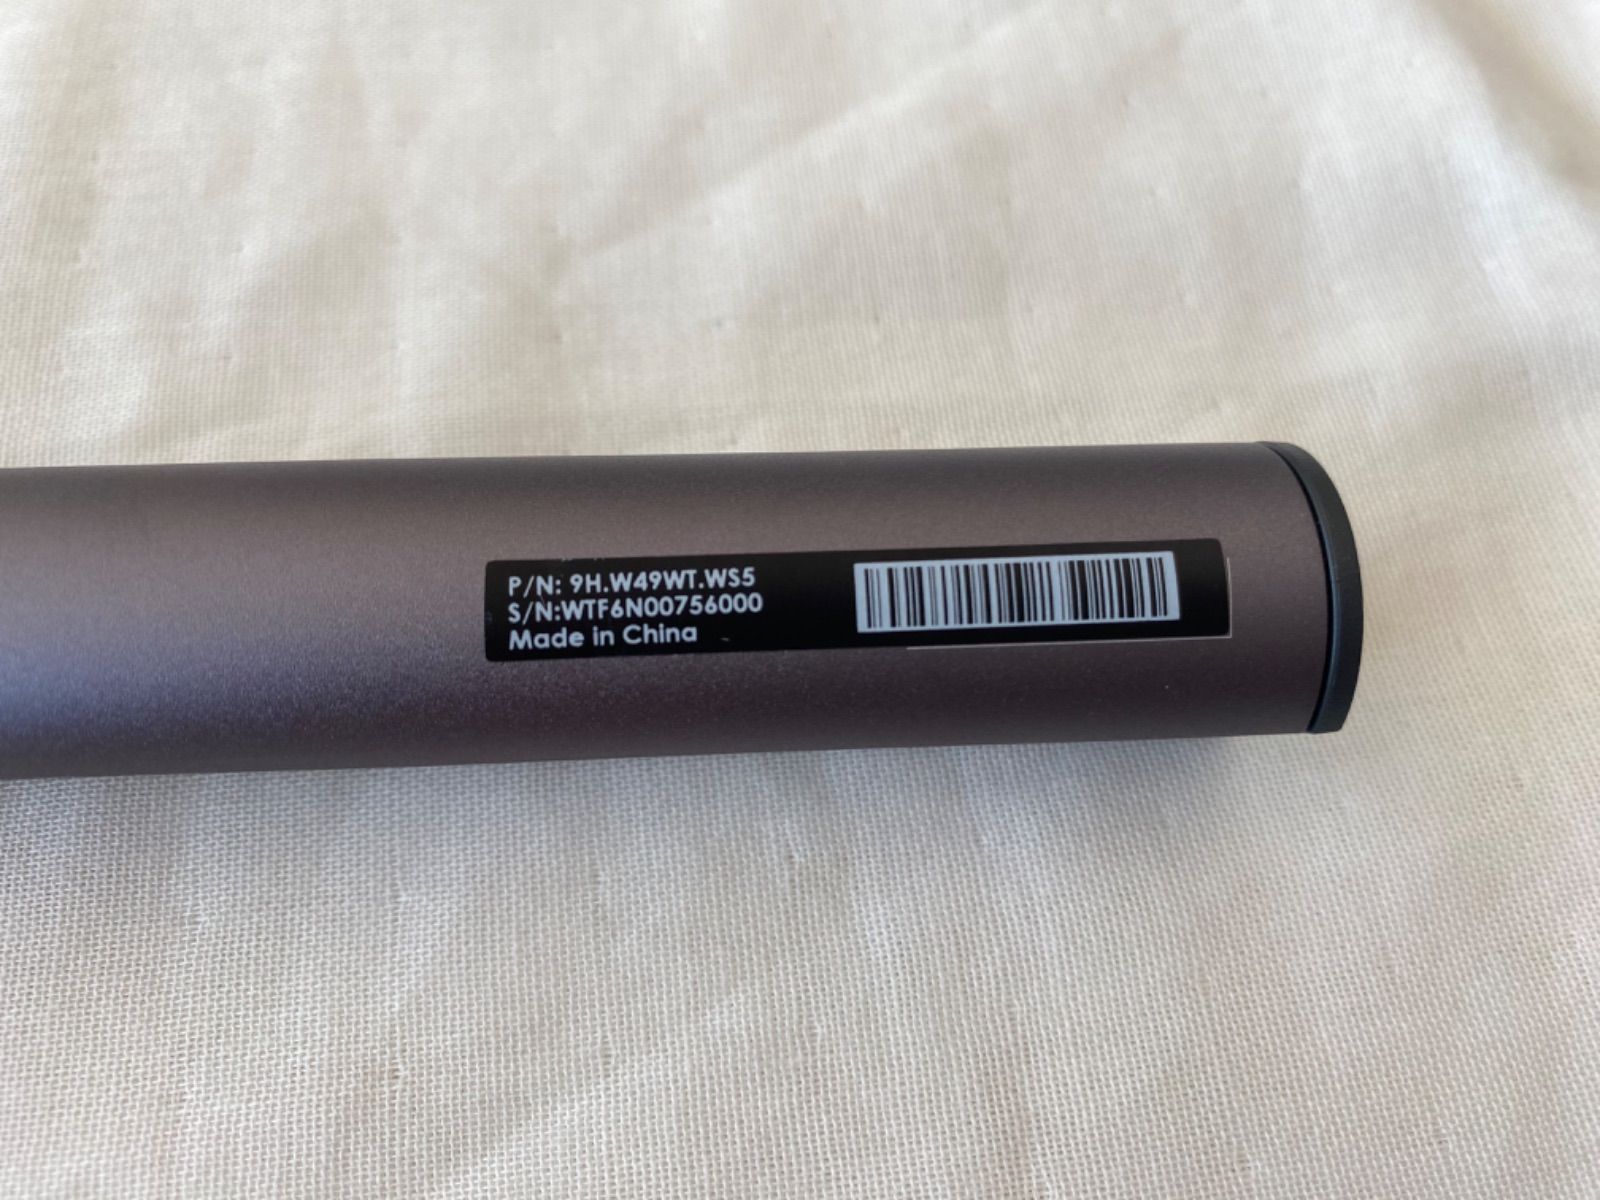 P/N: 9H.W49WT.WS5
S/N:WTF6N00756000
Made in China